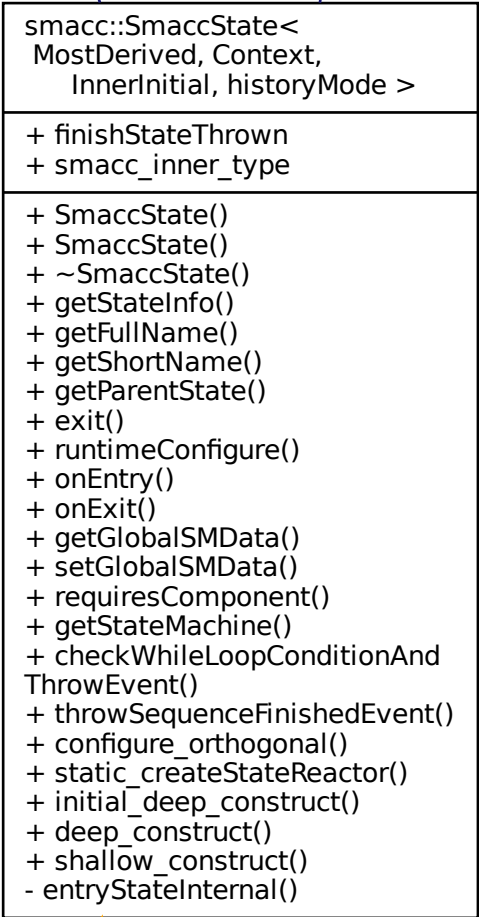 smacc::SmaccState<
MostDerived, Context,
InnerInitial, historyMode >
+ finishStateThrown
+ smacc_inner_type
+ SmaccState()
+ SmaccState()
+ ~SmaccState()
+ getStateInfo()
+ getFullName()
+ getShortName()
+ getParentState()
+ exit()
+ runtimeConfigure()
+ onEntry()
+ onExit()
+ getGlobalSMData()
+ setGlobalSMData()
+ requiresComponent()
+ getStateMachine()
+ checkWhileLoopConditionAnd
ThrowEvent()
+ throwSequenceFinishedEvent()
+ configure_orthogonal()
+ static_createStateReactor()
+ initial_deep_construct()
+ deep_construct()
+ shallow_construct()
- entryStateInternal()